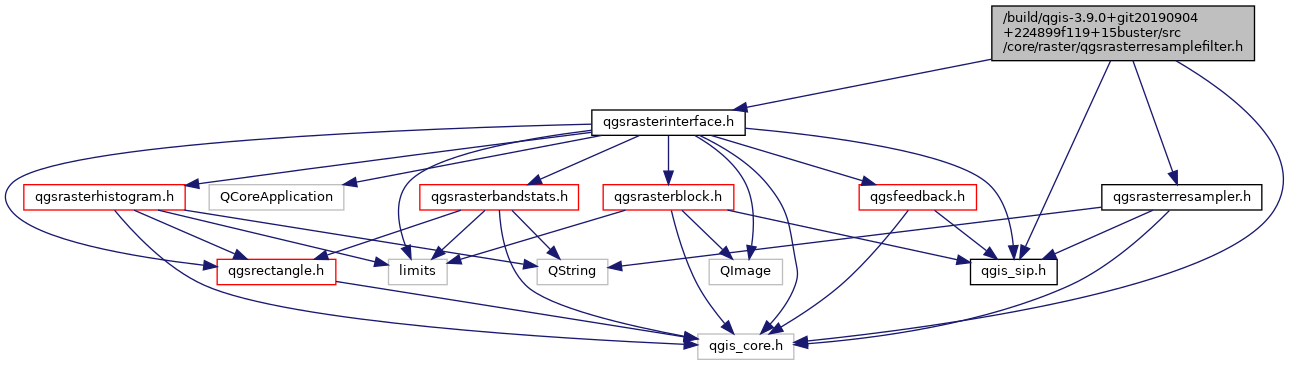 /build/qgis-3.9.0+git20190904
+224899f119+15buster/src
/core/raster/qgsrasterresamplefilter.h
qgsrasterinterface.h
qgsrasterhistogram.h
QCoreApplication
qgsrasterbandstats.h
qgsrasterblock.h
qgsfeedback.h
qgsrasterresampler.h
qgsrectangle.h
limits
QString
QImage
qgis_sip.h
qgis_core.h